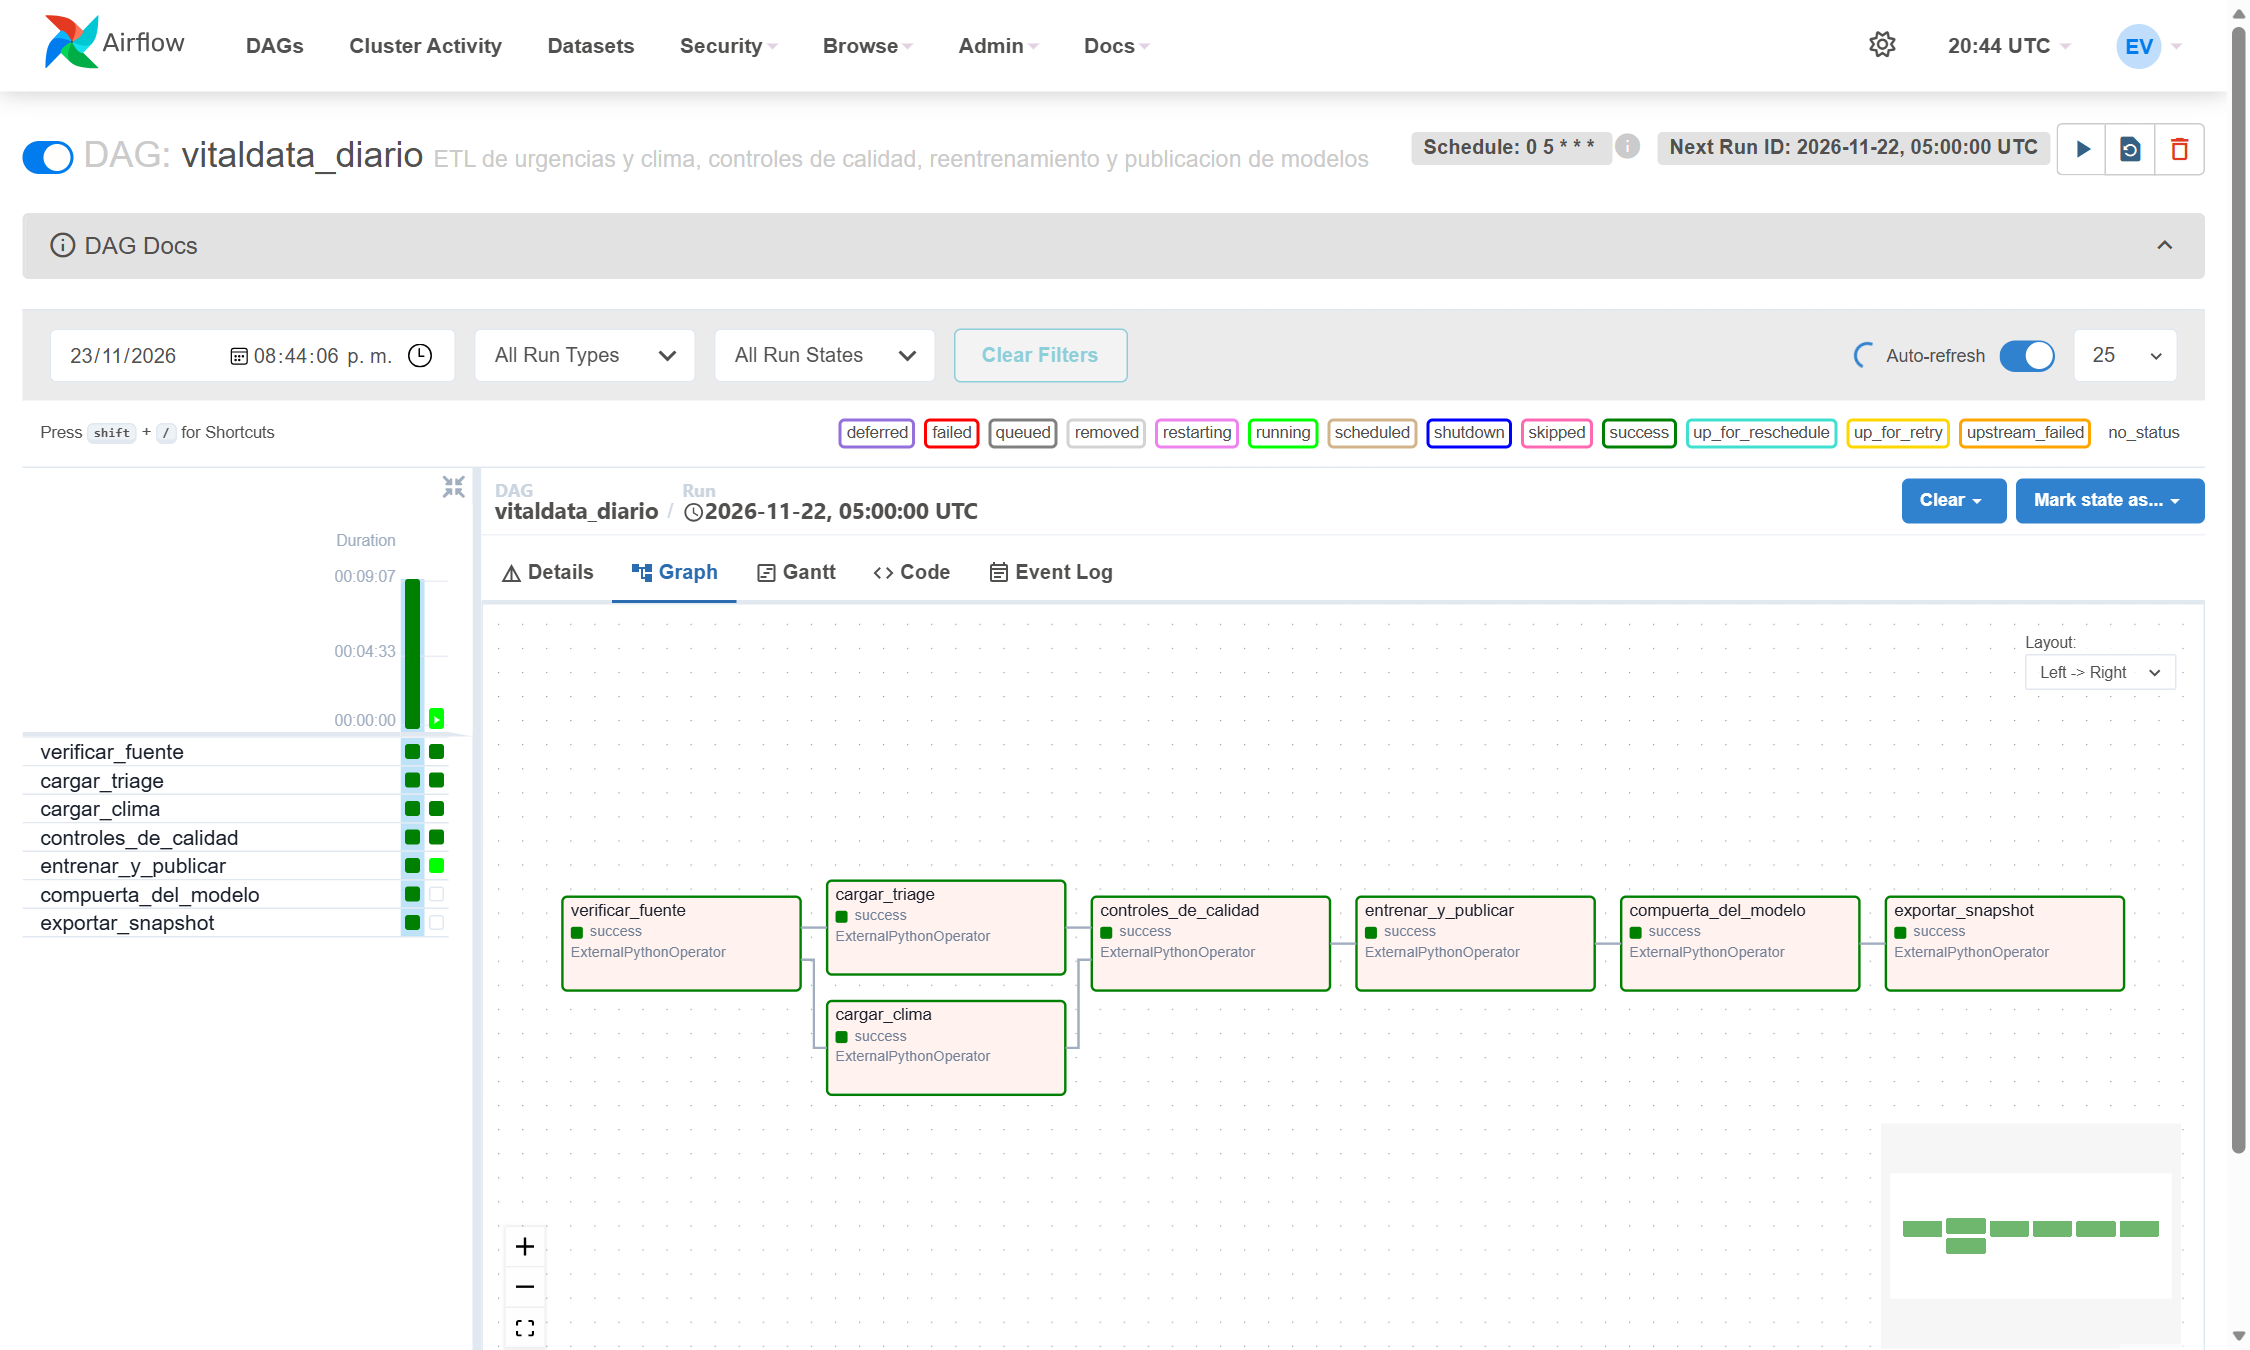 Airflow DAGs Cluster Activity Datasets Security Browse Admin Docs 20:44 UTC EV
DAG: vitaldata_diario ETL de urgencias y clima, controles de calidad, reentrenamiento y publicacion de modelos Schedule: 0 5 * * * Next Run ID: 2026-11-22, 05:00:00 UTC
DAG Docs
23/11/2026 08:44:06 p. m. All Run Types All Run States Clear Filters Auto-refresh 25
Press shift + / for Shortcuts deferred failed queued removed restarting running scheduled shutdown skipped success up_for_reschedule up_for_retry upstream_failed no_status
DAG Run
vitaldata_diario / 2026-11-22, 05:00:00 UTC Clear Mark state as...
Duration
00:09:07
00:04:33
00:00:00
verificar_fuente
cargar_triage
cargar_clima
controles_de_calidad
entrenar_y_publicar
compuerta_del_modelo
exportar_snapshot
Details Graph Gantt Code Event Log
Layout:
Left -> Right
verificar_fuente
success
ExternalPythonOperator
cargar_triage
success
ExternalPythonOperator
cargar_clima
success
ExternalPythonOperator
controles_de_calidad
success
ExternalPythonOperator
entrenar_y_publicar
success
ExternalPythonOperator
compuerta_del_modelo
success
ExternalPythonOperator
exportar_snapshot
success
ExternalPythonOperator